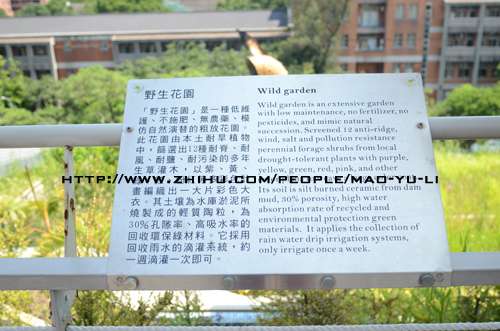 野生花園
「野生花園」是一種低維
護、不施肥、無農藥、模
仿自然演替的粗放花園。
此花園由本土耐旱植物
中，篩選出12種耐脊、耐
風、耐鹽、耐污染的多年
生草灌木，以紫、黃、
畫編織出一大片彩色大
衣。其土壤為水庫淤泥所
燒製成的輕質陶粒，為
30%孔隙率、高吸水率的
回收環保綠材料。它採用
回收雨水的滴灌系統，約
一週滴灌一次即可。
Wild garden
Wild garden is an extensive garden
with low maintenance, no fertilizer, no
pesticides, and mimic natural
succession. Screened 12 anti-ridge,
wind, salt and pollution resistance
perennial forage shrubs from local
drought-tolerant plants with purple,
yellow, green, red, pink, and other
Its soil is silt burned ceramic from dam
mud, 30% porosity, high water
absorption rate of recycled and
environmental protection green
materials. It applies the collection of
rain water drip irrigation systems,
only irrigate once a week.
HTTP://WWW.ZHIHU.COM/PEOPLE/MAO-YU-LI